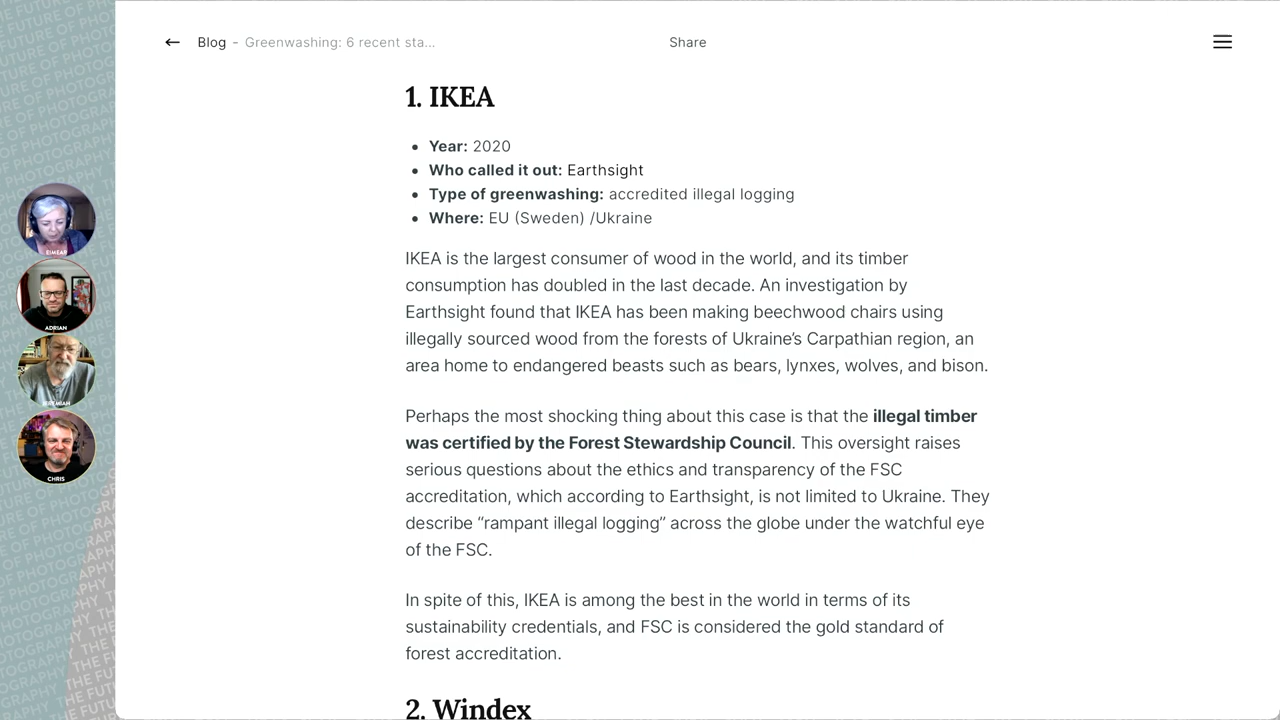 Blog - Greenwashing: 6 recent sta...
Share
1. IKEA
• Year: 2020
• Who called it out: Earthsight
• Type of greenwashing: accredited illegal logging
• Where: EU (Sweden) /Ukraine
IKEA is the largest consumer of wood in the world, and its timber
consumption has doubled in the last decade. An investigation by
Earthsight found that IKEA has been making beechwood chairs using
illegally sourced wood from the forests of Ukraine’s Carpathian region, an
area home to endangered beasts such as bears, lynxes, wolves, and bison.
Perhaps the most shocking thing about this case is that the illegal timber
was certified by the Forest Stewardship Council. This oversight raises
serious questions about the ethics and transparency of the FSC
accreditation, which according to Earthsight, is not limited to Ukraine. They
describe “rampant illegal logging” across the globe under the watchful eye
of the FSC.
In spite of this, IKEA is among the best in the world in terms of its
sustainability credentials, and FSC is considered the gold standard of
forest accreditation.
2. Windex
EIMEAR
ADRIAN
JEREMIAH
CHRIS